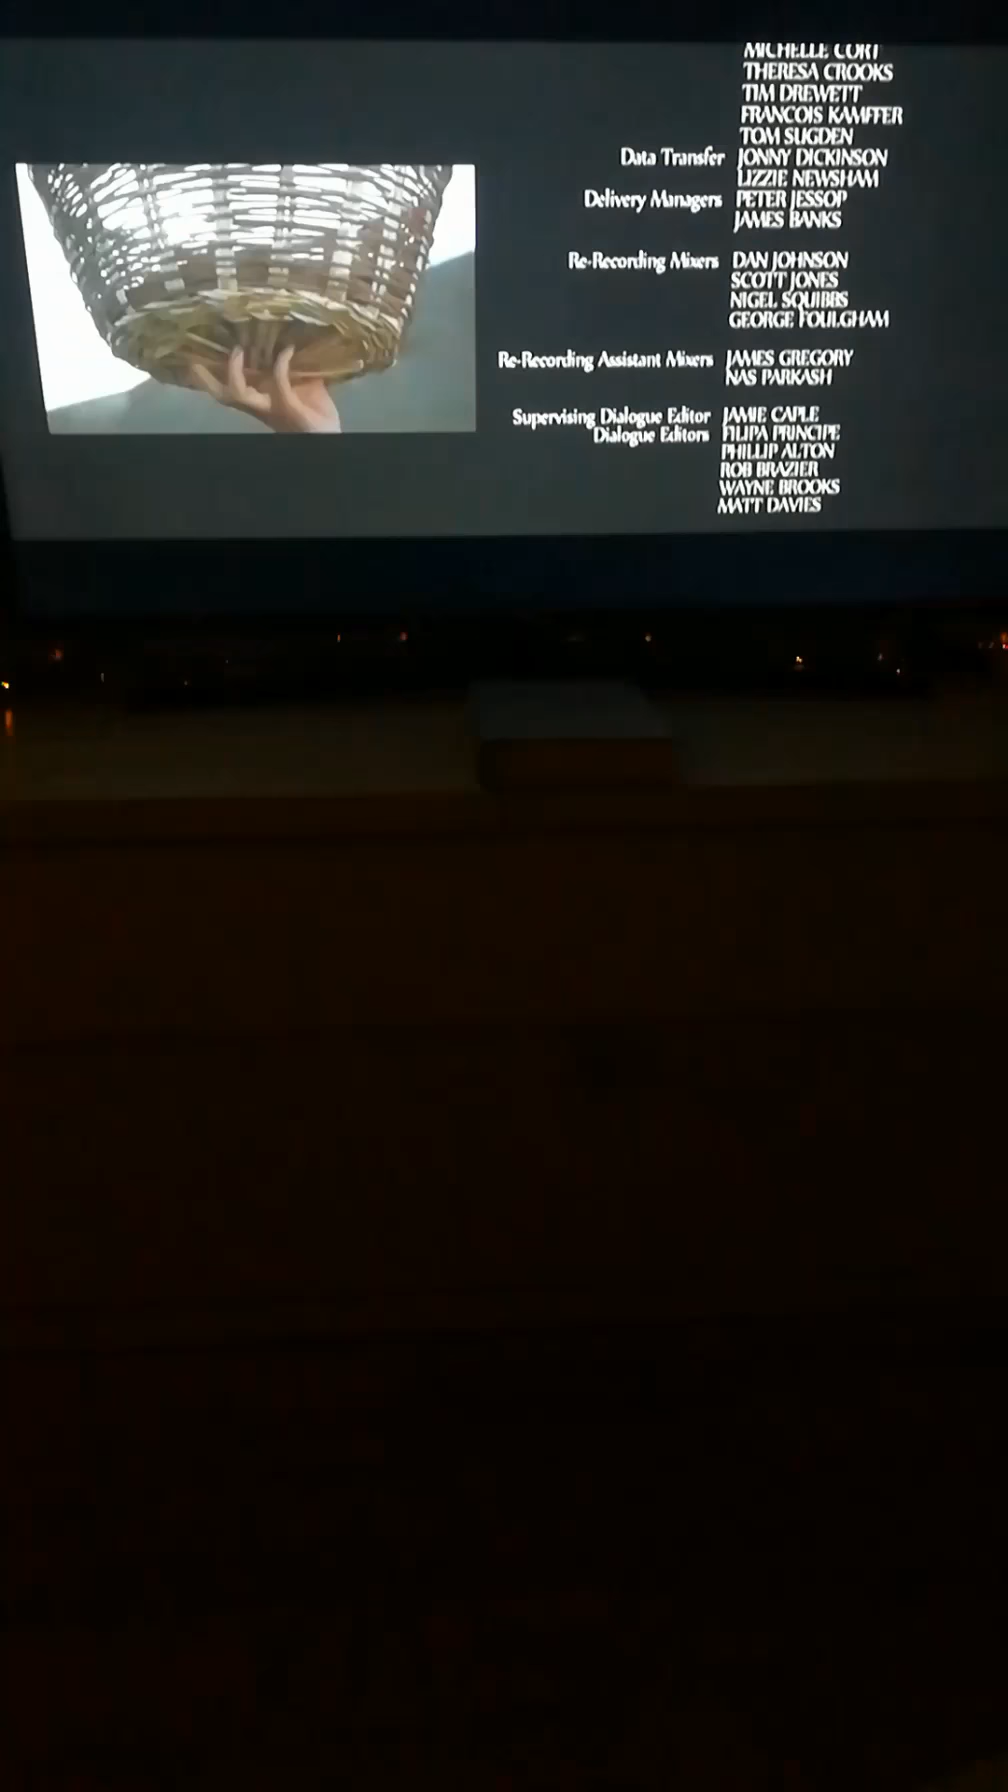 MICHELLE CORT
THERESA CROOKS
TIM DREWETT
FRANCOIS KAMFFER
TOM SUGDEN
Data Transfer JONNY DICKINSON
LIZZIE NEWSHAM
Delivery Managers PETER JESSOP
JAMES BANKS
Re-Recording Mixers DAN JOHNSON
SCOTT JONES
NIGEL SQUIBBS
GEORGE FOULGHAM
Re-Recording Assistant Mixers JAMES GREGORY
NAS PARKASH
Supervising Dialogue Editor JAMIE CAPLE
Dialogue Editors FILIPA PRINCIPE
PHILLIP ALTON
ROB BRAZIER
WAYNE BROOKS
MATT DAVIES